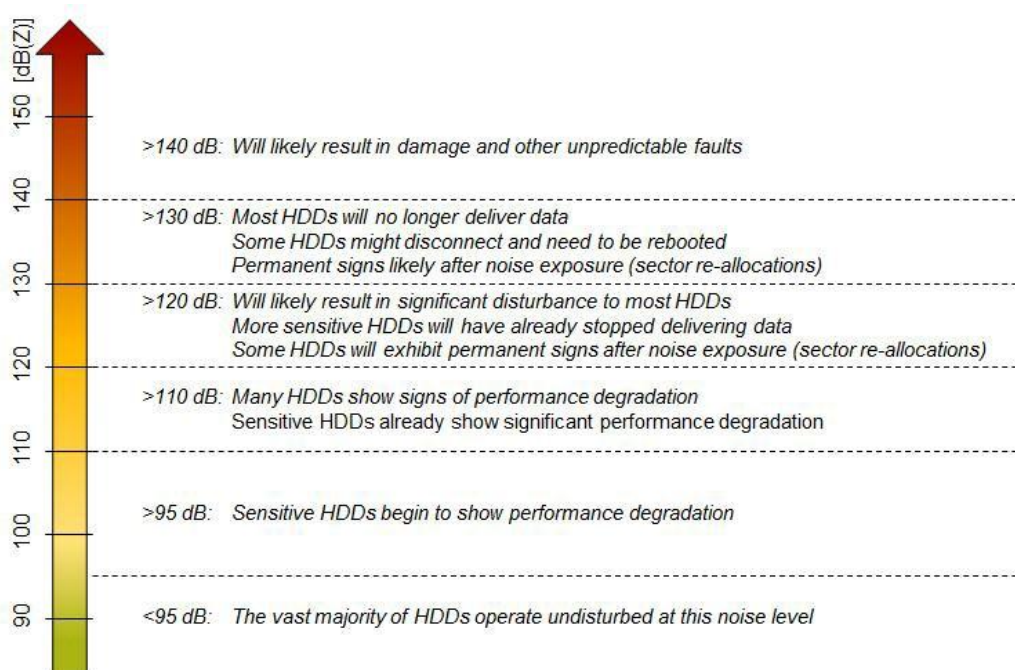 [dB(Z)]
150
>140 dB: Will likely result in damage and other unpredictable faults
140
>130 dB: Most HDDs will no longer deliver data
Some HDDs might disconnect and need to be rebooted
Permanent signs likely after noise exposure (sector re-allocations)
130
>120 dB: Will likely result in significant disturbance to most HDDs
More sensitive HDDs will have already stopped delivering data
Some HDDs will exhibit permanent signs after noise exposure (sector re-allocations)
120
>110 dB: Many HDDs show signs of performance degradation
Sensitive HDDs already show significant performance degradation
110
>95 dB: Sensitive HDDs begin to show performance degradation
100
90
<95 dB: The vast majority of HDDs operate undisturbed at this noise level